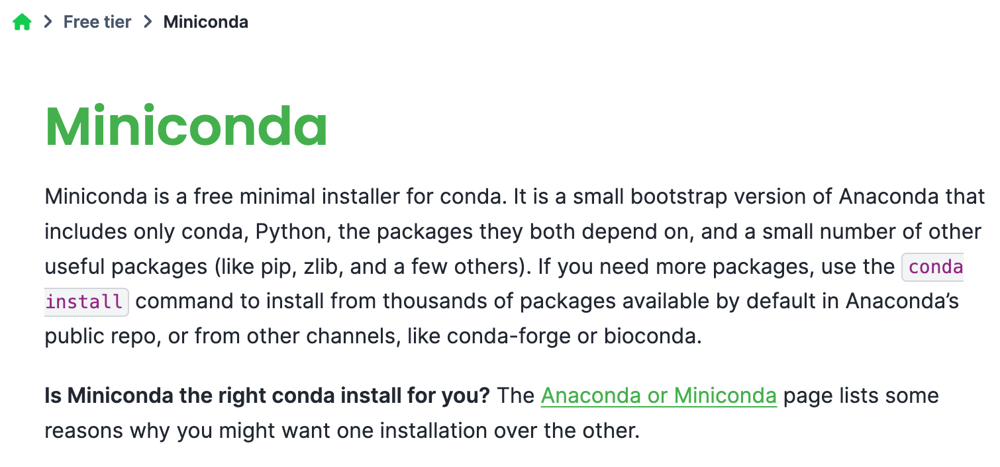 Free tier > Miniconda
Miniconda
Miniconda is a free minimal installer for conda. It is a small bootstrap version of Anaconda that
includes only conda, Python, the packages they both depend on, and a small number of other
useful packages (like pip, zlib, and a few others). If you need more packages, use the conda
install command to install from thousands of packages available by default in Anaconda’s
public repo, or from other channels, like conda-forge or bioconda.
Is Miniconda the right conda install for you? The Anaconda or Miniconda page lists some
reasons why you might want one installation over the other.